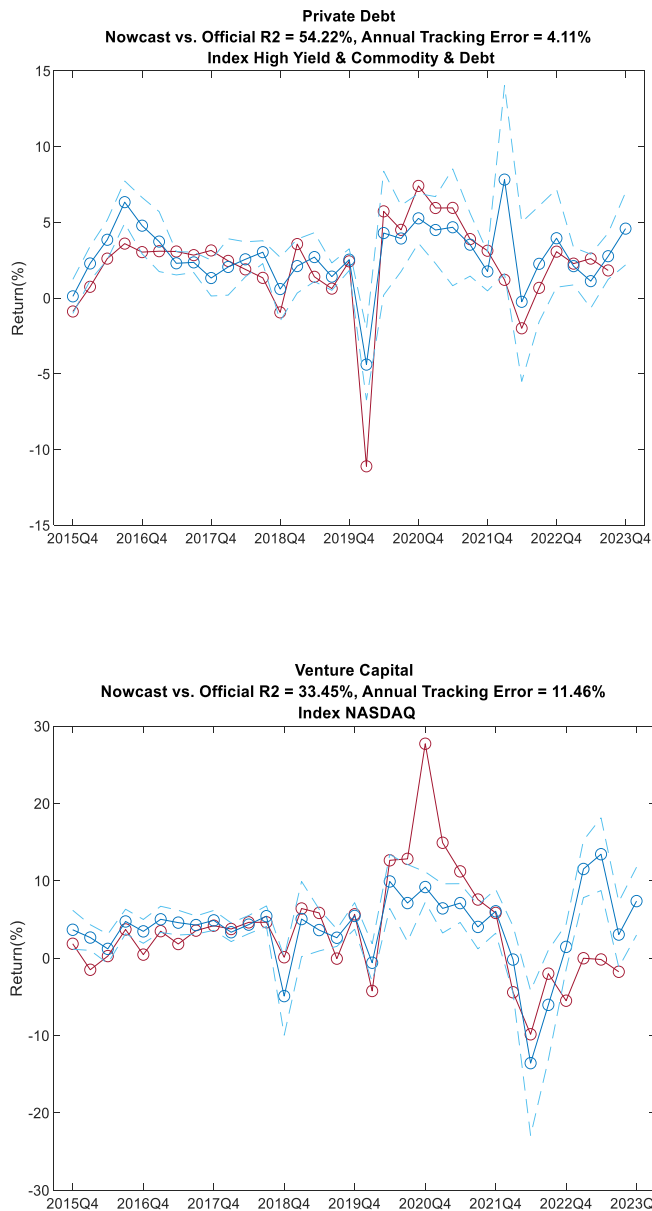 Private Debt
Nowcast vs. Official R2 = 54.22%, Annual Tracking Error = 4.11%
Index High Yield & Commodity & Debt
15
10
5
0
-5
-10
-15
Return(%)
2015Q4 2016Q4 2017Q4 2018Q4 2019Q4 2020Q4 2021Q4 2022Q4 2023Q4
Venture Capital
Nowcast vs. Official R2 = 33.45%, Annual Tracking Error = 11.46%
Index NASDAQ
30
20
10
0
-10
-20
-30
Return(%)
2015Q4 2016Q4 2017Q4 2018Q4 2019Q4 2020Q4 2021Q4 2022Q4 2023Q